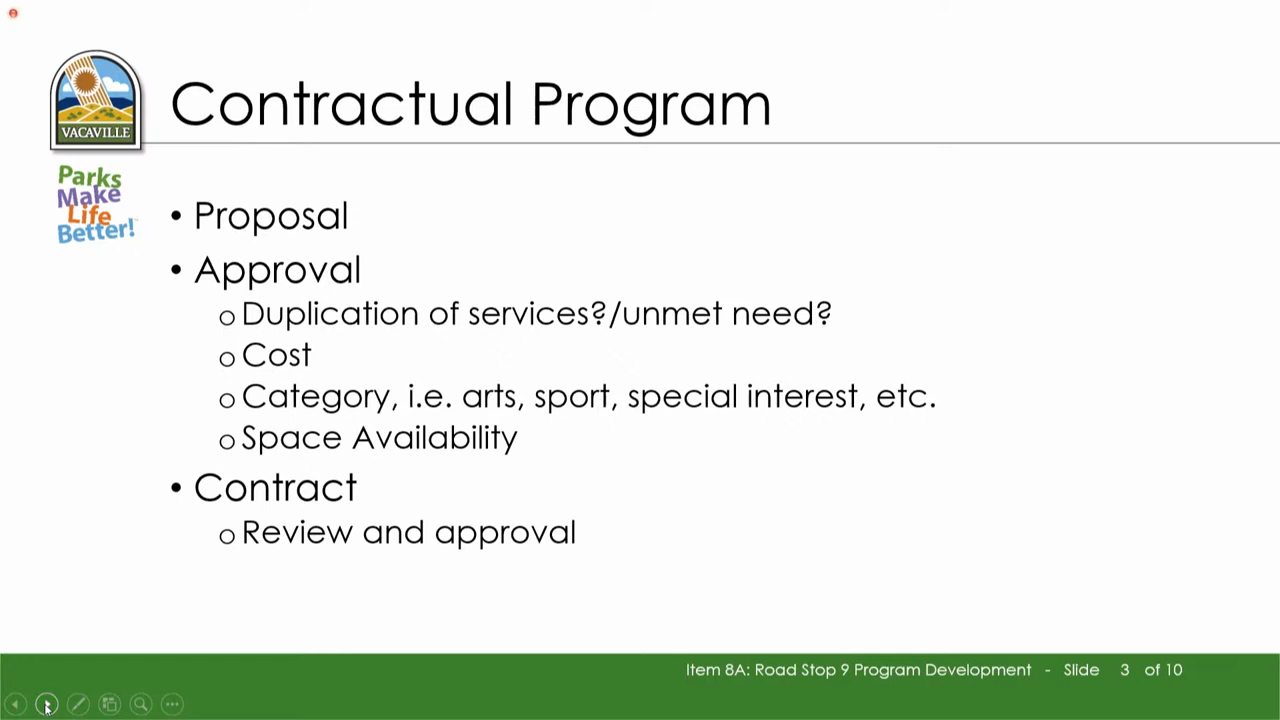 Contractual Program
VACAVILLE
Parks
Make
Life
Better!
• Proposal
• Approval
o Duplication of services?/unmet need?
o Cost
o Category, i.e. arts, sport, special interest, etc.
o Space Availability
• Contract
o Review and approval
Item 8A: Road Stop 9 Program Development - Slide 3 of 10